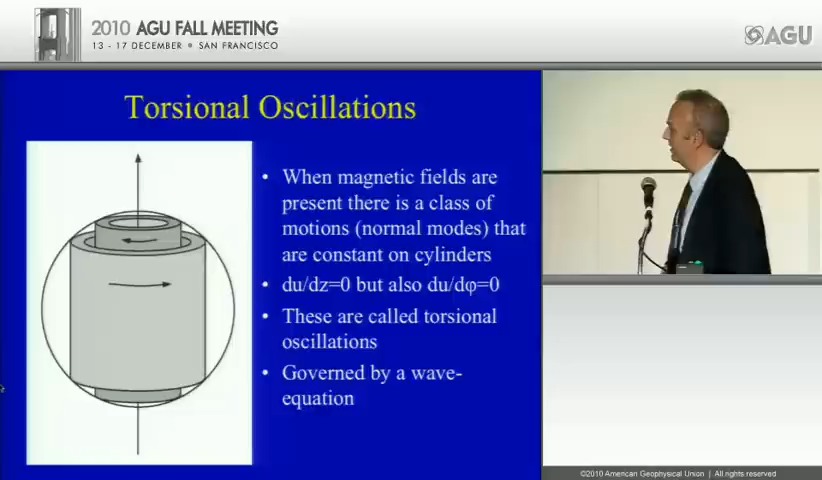 2010 AGU FALL MEETING
13 - 17 DECEMBER • SAN FRANCISCO
AGU
Torsional Oscillations
• When magnetic fields are
present there is a class of
motions (normal modes) that
are constant on cylinders
• du/dz=0 but also du/dφ=0
• These are called torsional
oscillations
• Governed by a wave-
equation
©2010 American Geophysical Union | All rights reserved